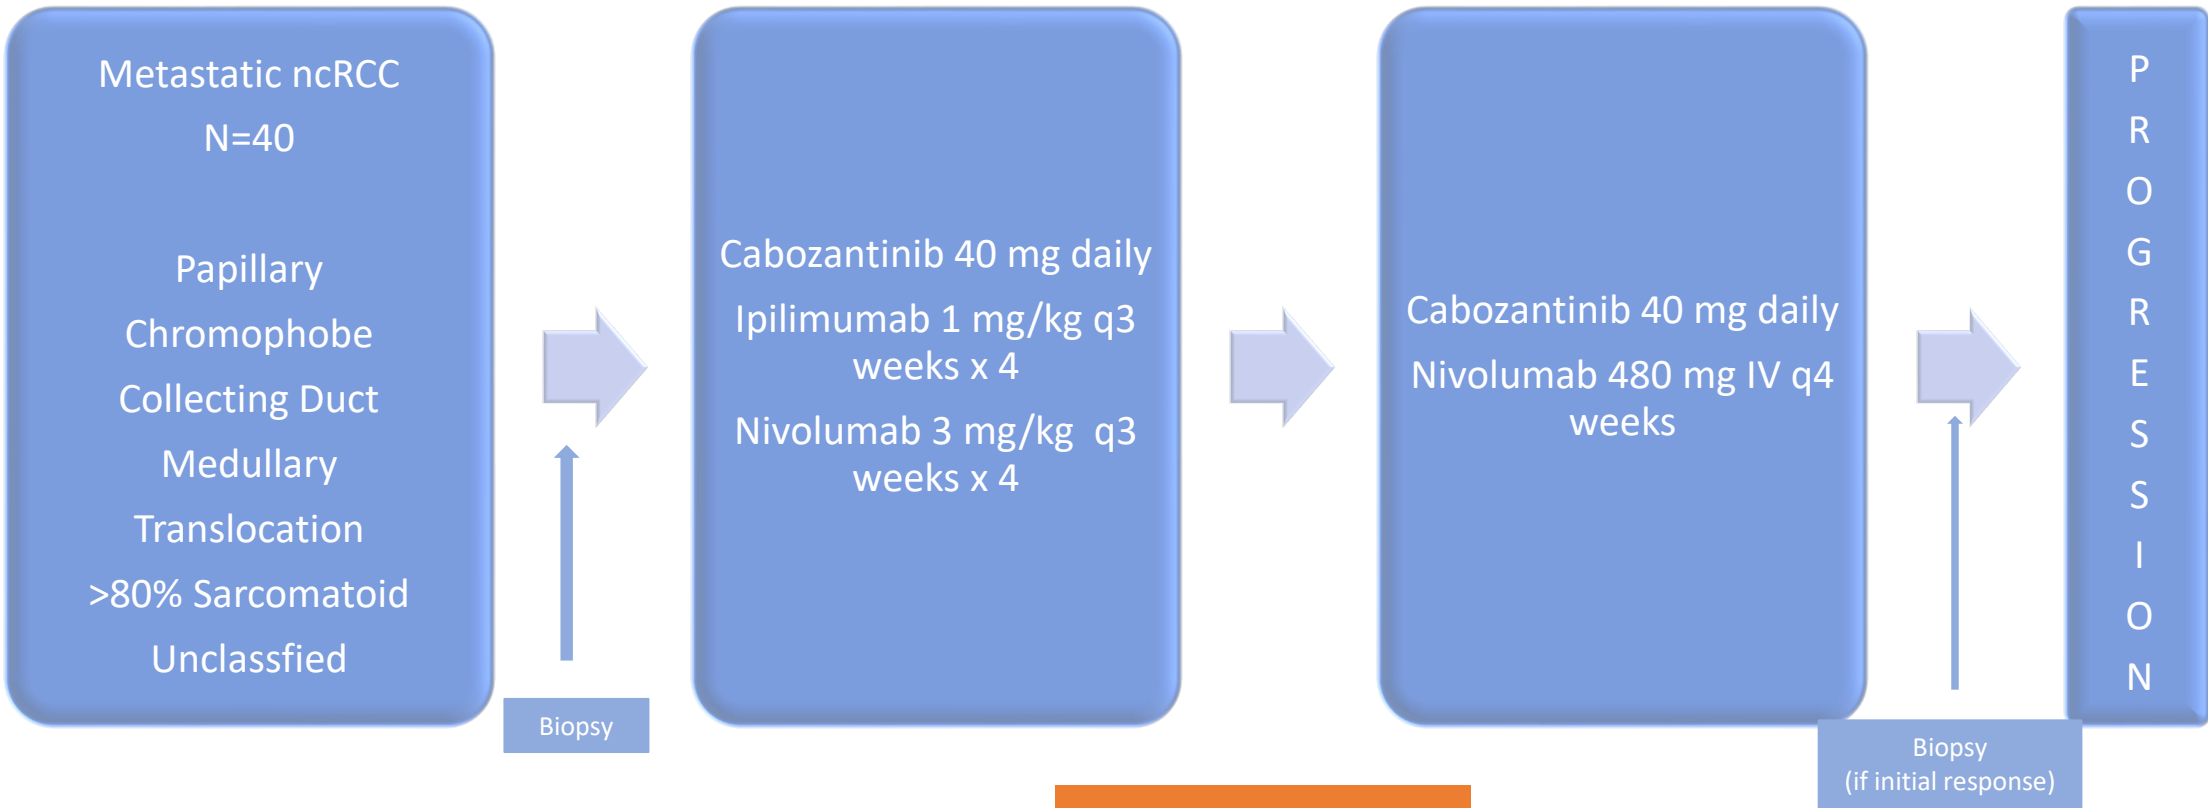 Metastatic ncRCC
N=40
Papillary
Chromophobe
Collecting Duct
Medullary
Translocation
>80% Sarcomatoid
Unclassfied
Biopsy
Cabozantinib 40 mg daily
Ipilimumab 1 mg/kg q3
weeks x 4
Nivolumab 3 mg/kg q3
weeks x 4
Cabozantinib 40 mg daily
Nivolumab 480 mg IV q4
weeks
Biopsy
(if initial response)
P
R
O
G
R
E
S
S
I
O
N